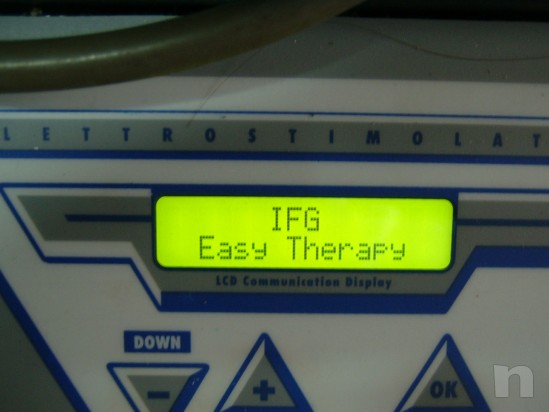 LETTROSTIMOLAT
IFG
Easy Therapy
LCD Communication Display
DOWN
−
+
OK
n